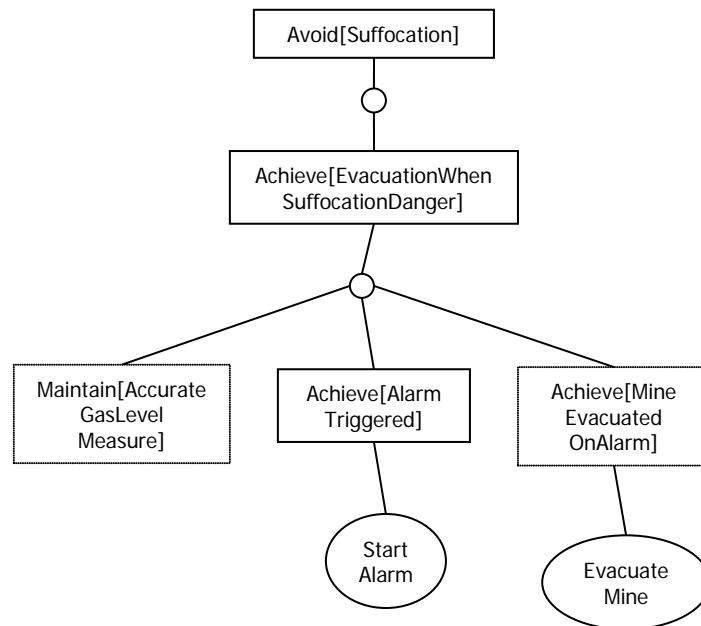 Avoid[Suffocation]
Achieve[EvacuationWhen
SuffocationDanger]
Maintain[Accurate
GasLevel
Measure]
Achieve[Alarm
Triggered]
Achieve[Mine
Evacuated
OnAlarm]
Start
Alarm
Evacuate
Mine